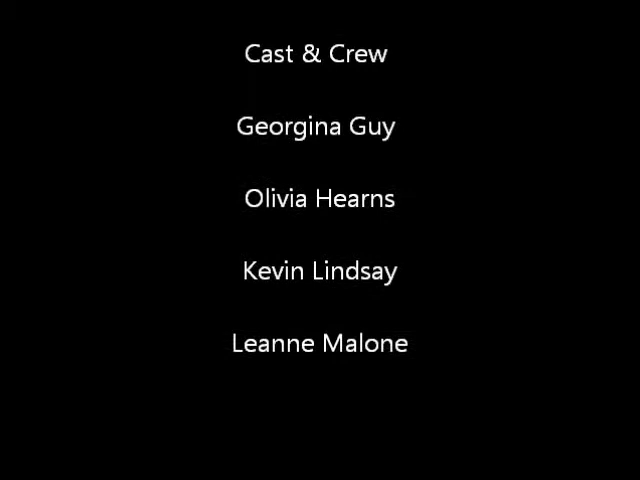 Cast & Crew
Georgina Guy
Olivia Hearns
Kevin Lindsay
Leanne Malone